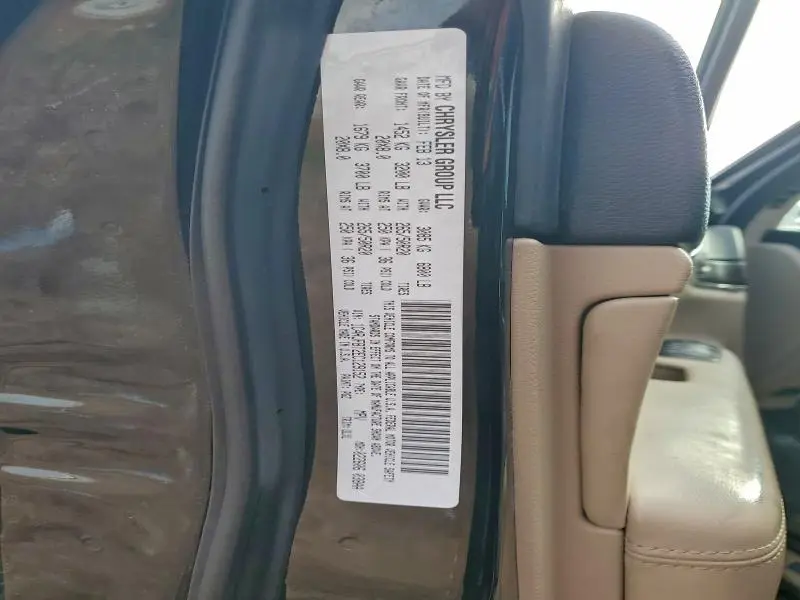 MFD BY CHRYSLER GROUP LLC
DATE OF MFR(BUILT): FEB 13 GVWR: 3085 KG 6800 LB
GAWR FRONT: 1452 KG 3200 LB WITH 265/50R20 TIRES
20X8.0 RIMS AT 250 KPA ( 36 PSI) COLD
GAWR REAR: 1679 KG 3700 LB WITH 265/50R20 TIRES
20X8.0 RIMS AT 250 KPA ( 36 PSI) COLD
THIS VEHICLE CONFORMS TO ALL APPLICABLE U.S.A. FEDERAL MOTOR VEHICLE SAFETY
STANDARDS IN EFFECT ON THE DATE OF MANUFACTURE SHOWN ABOVE.
TYPE: MPV
VEHICLE MADE IN U.S.A. PAINT: